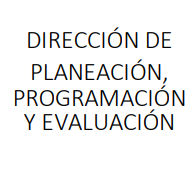 DIRECCIÓN DE
PLANEACIÓN,
PROGRAMACIÓN
Y EVALUACIÓN